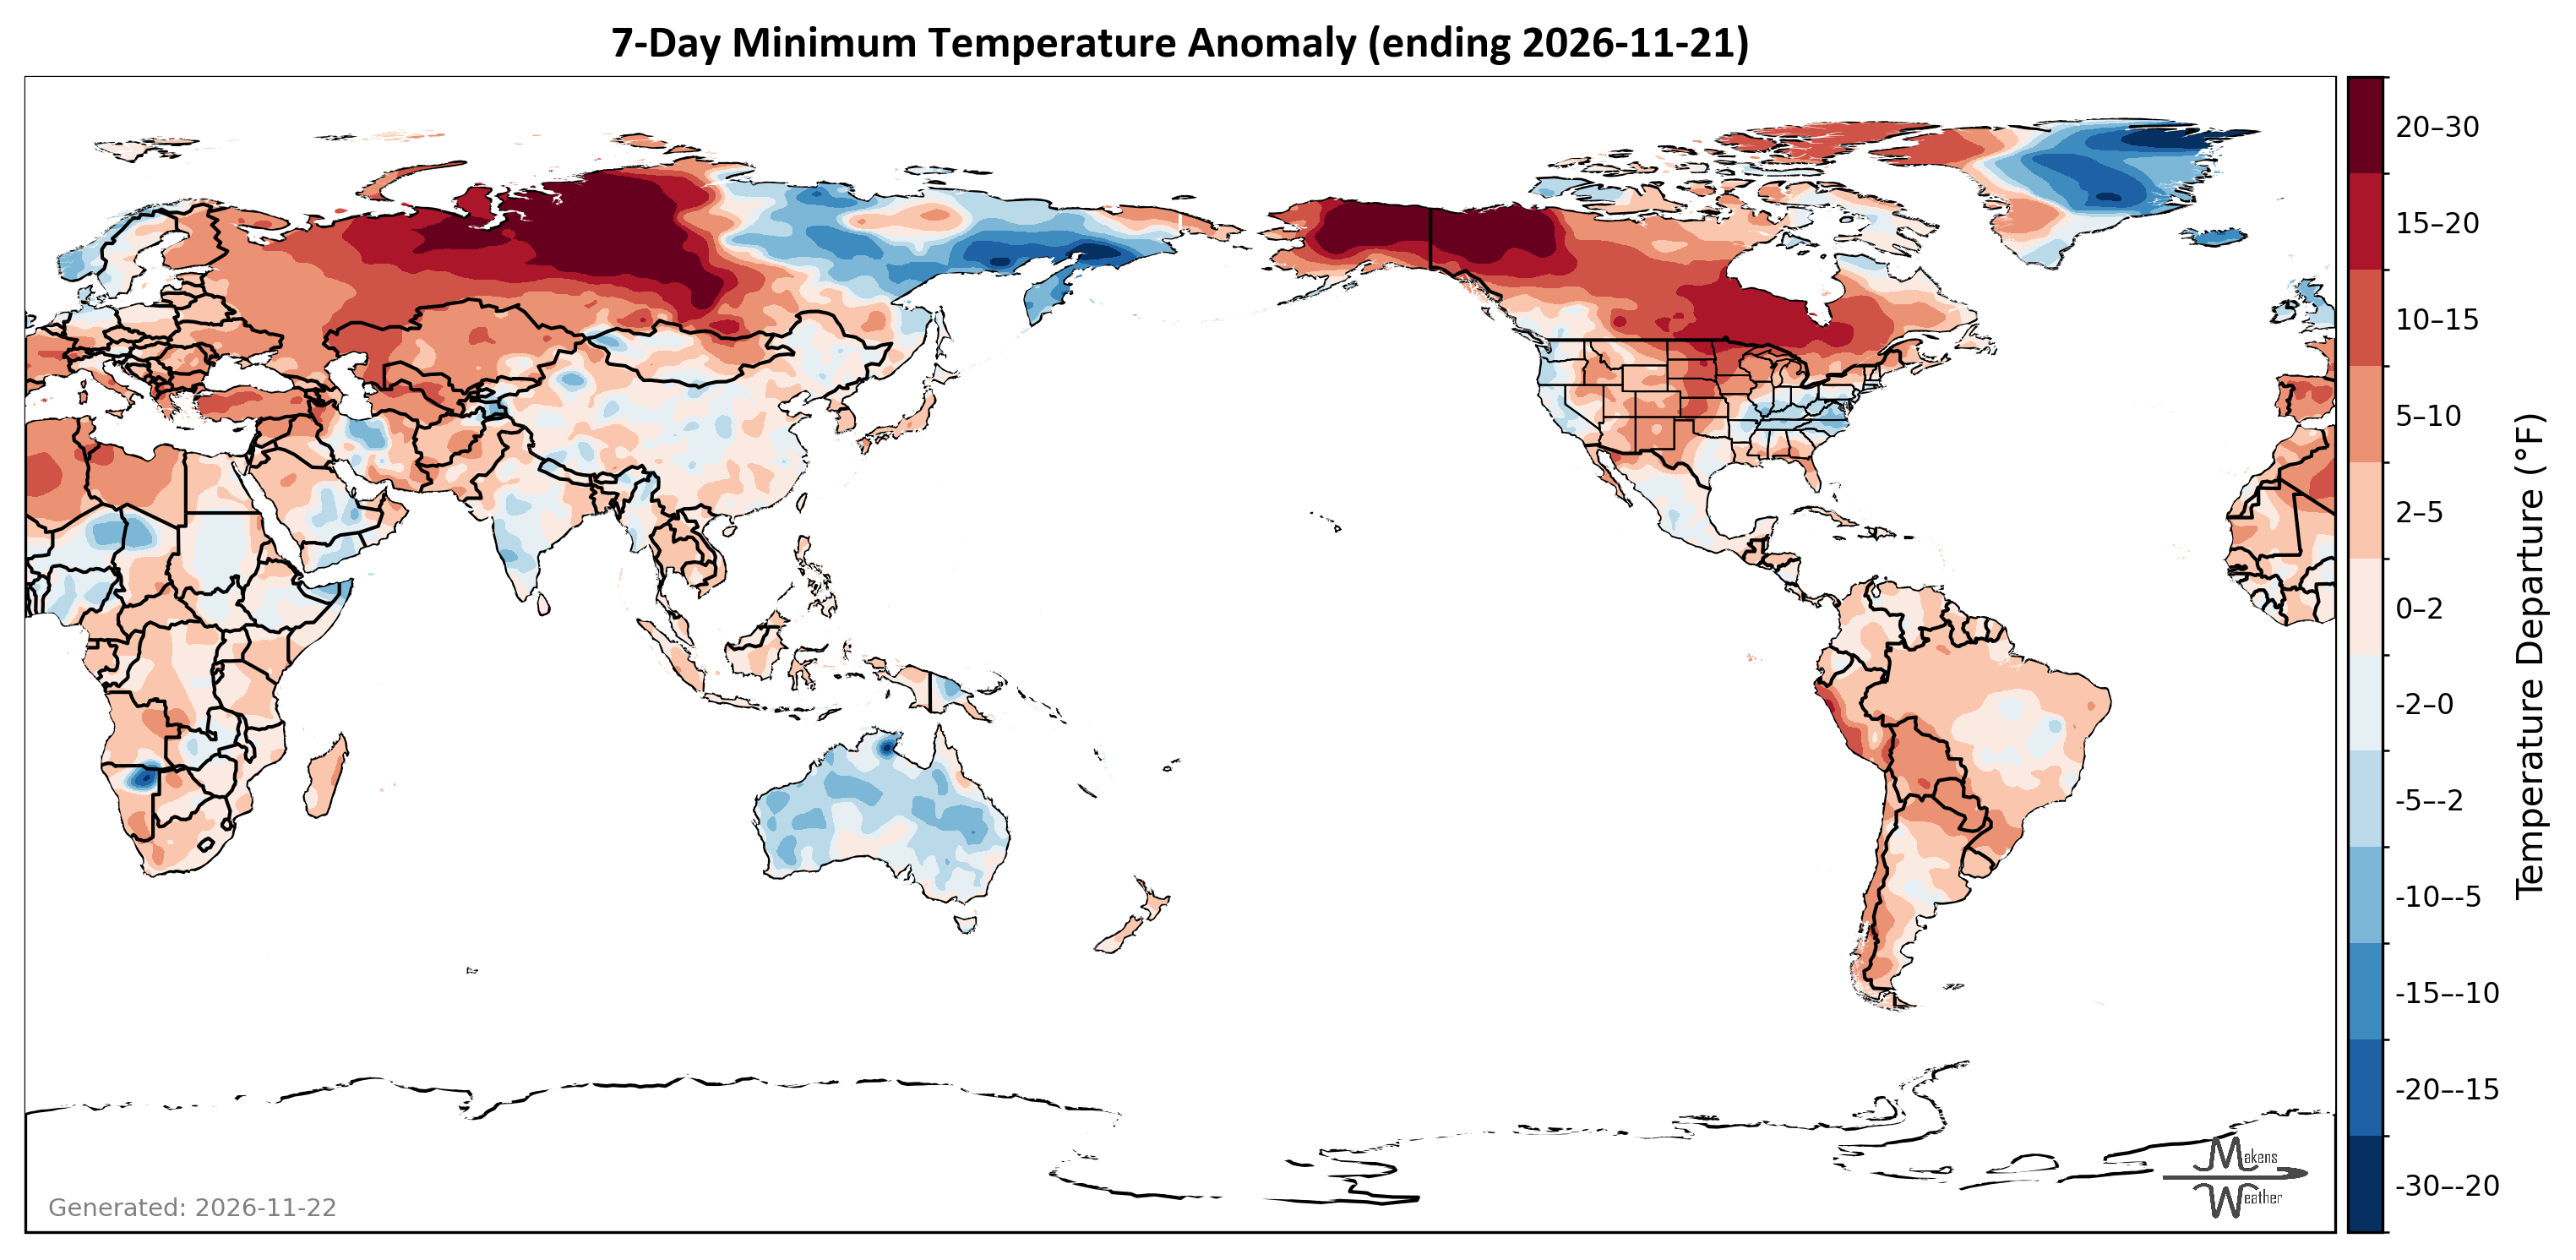 7-Day Minimum Temperature Anomaly (ending 2026-11-21)
20–30
15–20
10–15
5–10
2–5
0–2
-2–0
-5–-2
-10–-5
-15–-10
-20–-15
-30–-20
Temperature Departure (°F)
Makens
Weather
Generated: 2026-11-22